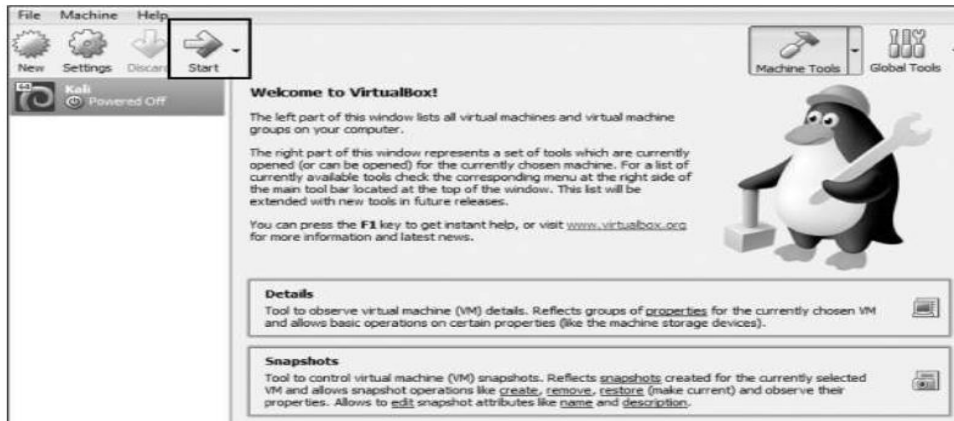 File Machine Help
New Settings Discard Start
Machine Tools Global Tools
64
Kali
Powered Off
Welcome to VirtualBox!
The left part of this window lists all virtual machines and virtual machine
groups on your computer.
The right part of this window represents a set of tools which are currently
opened (or can be opened) for the currently chosen machine. For a list of
currently available tools check the corresponding menu at the right side of
the main tool bar located at the top of the window. This list will be
extended with new tools in future releases.
You can press the F1 key to get instant help, or visit www.virtualbox.org
for more information and latest news.
Details
Tool to observe virtual machine (VM) details. Reflects groups of properties for the currently chosen VM
and allows basic operations on certain properties (like the machine storage devices).
Snapshots
Tool to control virtual machine (VM) snapshots. Reflects snapshots created for the currently selected
VM and allows snapshot operations like create, remove, restore (make current) and observe their
properties. Allows to edit snapshot attributes like name and description.